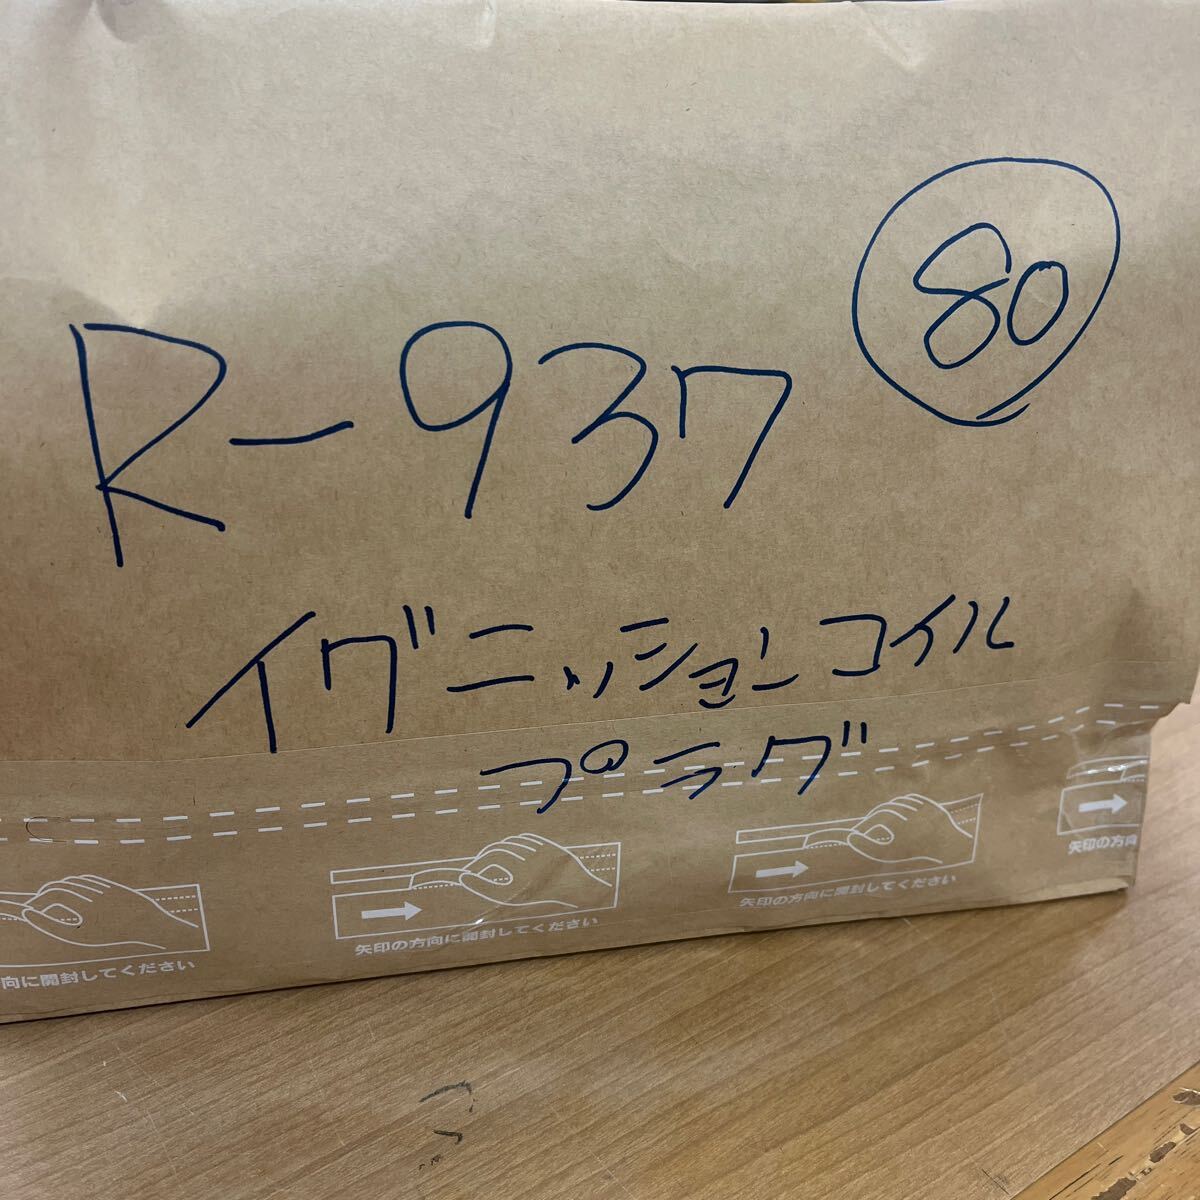 80
R-937
イグニッションコイル
プラグ
向に開封してください
矢印の方向に開封してください
矢印の方向に開封してください
矢印の方向